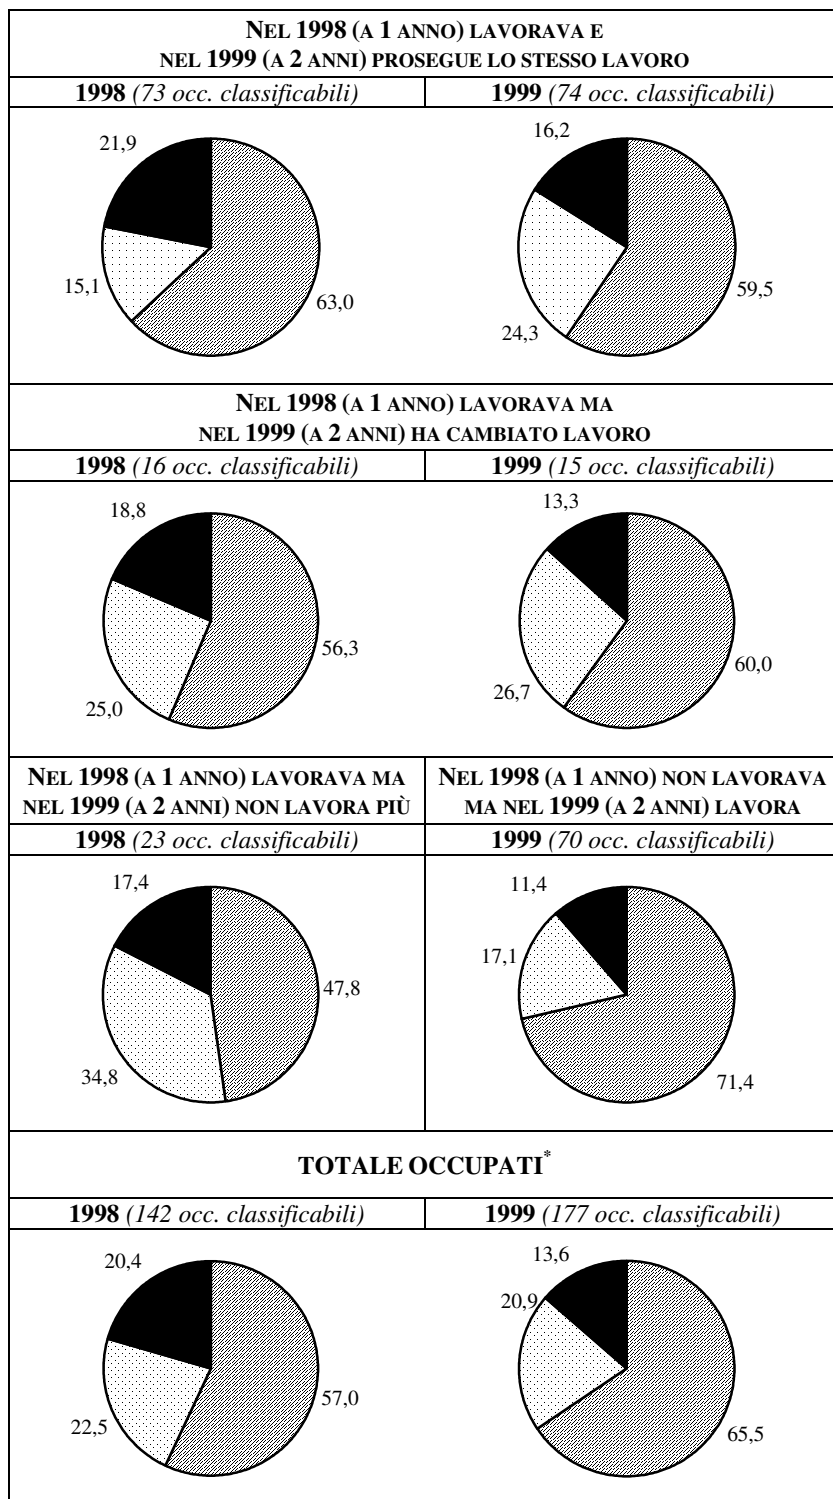 NEL 1998 (A 1 ANNO) LAVORAVA E
NEL 1999 (A 2 ANNI) PROSEGUE LO STESSO LAVORO
1998 (73 occ. classificabili)
1999 (74 occ. classificabili)
21,9
15,1
63,0
16,2
24,3
59,5
NEL 1998 (A 1 ANNO) LAVORAVA MA
NEL 1999 (A 2 ANNI) HA CAMBIATO LAVORO
1998 (16 occ. classificabili)
1999 (15 occ. classificabili)
18,8
25,0
56,3
13,3
26,7
60,0
NEL 1998 (A 1 ANNO) LAVORAVA MA
NEL 1999 (A 2 ANNI) NON LAVORA PIÙ
NEL 1998 (A 1 ANNO) NON LAVORAVA
MA NEL 1999 (A 2 ANNI) LAVORA
1998 (23 occ. classificabili)
1999 (70 occ. classificabili)
17,4
34,8
47,8
11,4
17,1
71,4
TOTALE OCCUPATI*
1998 (142 occ. classificabili)
1999 (177 occ. classificabili)
20,4
22,5
57,0
13,6
20,9
65,5